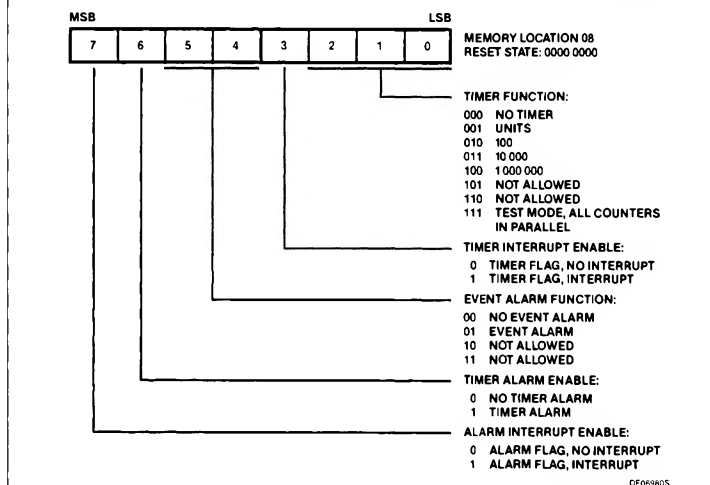 MSB LSB
7 6 5 4 3 2 1 0
MEMORY LOCATION 08
RESET STATE: 0000 0000
TIMER FUNCTION:
000 NO TIMER
001 UNITS
010 100
011 10 000
100 1 000 000
101 NOT ALLOWED
110 NOT ALLOWED
111 TEST MODE, ALL COUNTERS
IN PARALLEL
TIMER INTERRUPT ENABLE:
0 TIMER FLAG, NO INTERRUPT
1 TIMER FLAG, INTERRUPT
EVENT ALARM FUNCTION:
00 NO EVENT ALARM
01 EVENT ALARM
10 NOT ALLOWED
11 NOT ALLOWED
TIMER ALARM ENABLE:
0 NO TIMER ALARM
1 TIMER ALARM
ALARM INTERRUPT ENABLE:
0 ALARM FLAG, NO INTERRUPT
1 ALARM FLAG, INTERRUPT
DF06980S